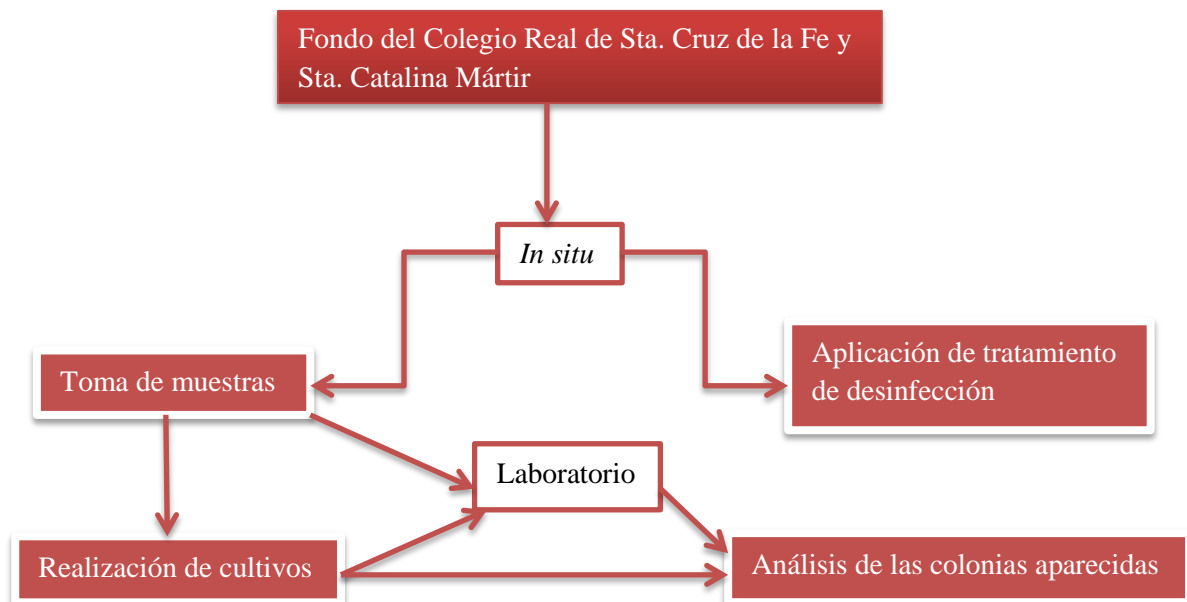 Fondo del Colegio Real de Sta. Cruz de la Fe y
Sta. Catalina Mártir
In situ
Toma de muestras
Aplicación de tratamiento
de desinfección
Laboratorio
Realización de cultivos
Análisis de las colonias aparecidas